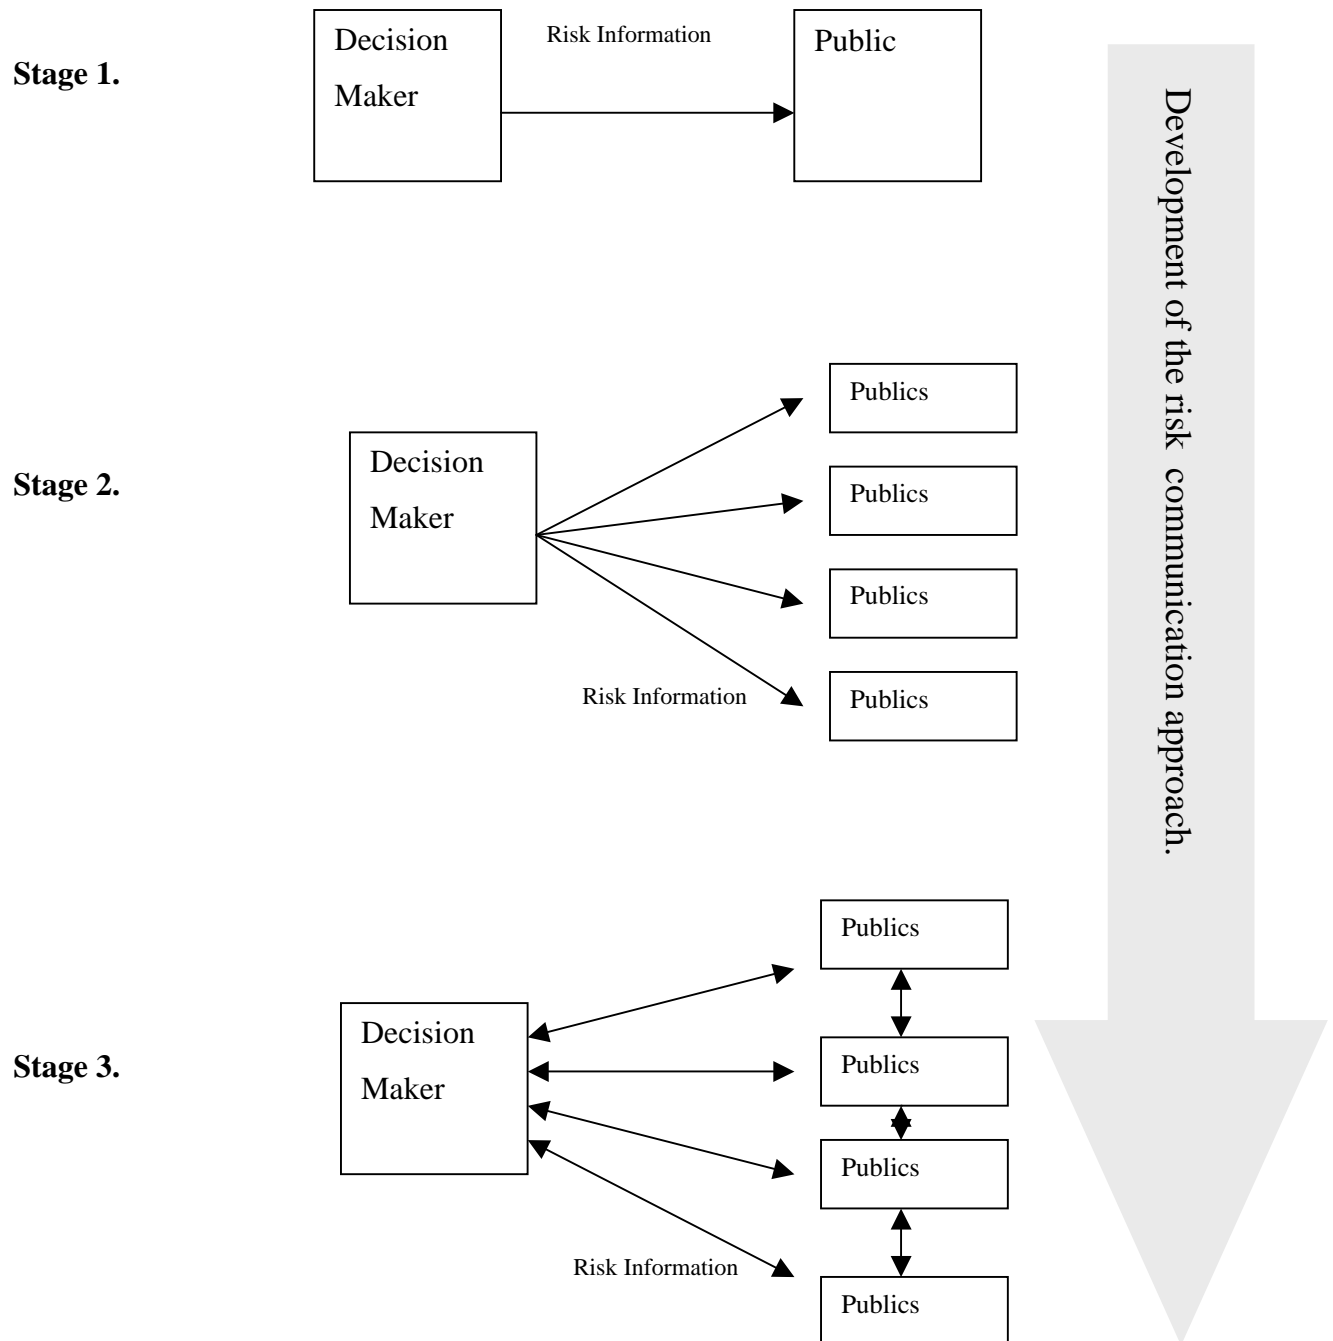 Stage 1.
Decision
Maker
Risk Information
Public
Stage 2.
Decision
Maker
Risk Information
Publics
Publics
Publics
Publics
Stage 3.
Decision
Maker
Risk Information
Publics
Publics
Publics
Publics
Development of the risk communication approach.